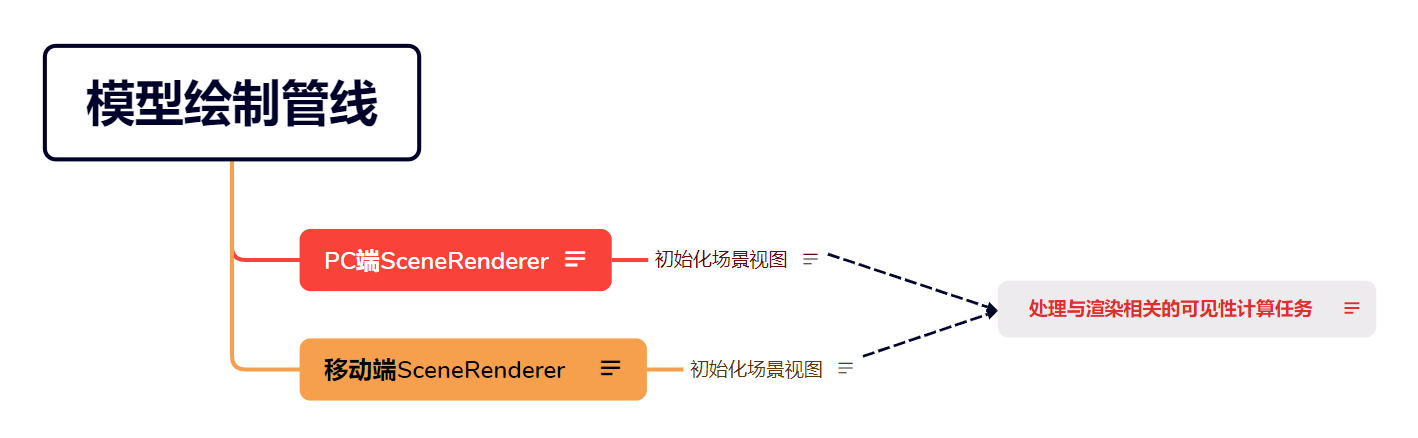 模型绘制管线
PC端SceneRenderer
初始化场景视图
处理与渲染相关的可见性计算任务
移动端SceneRenderer
初始化场景视图